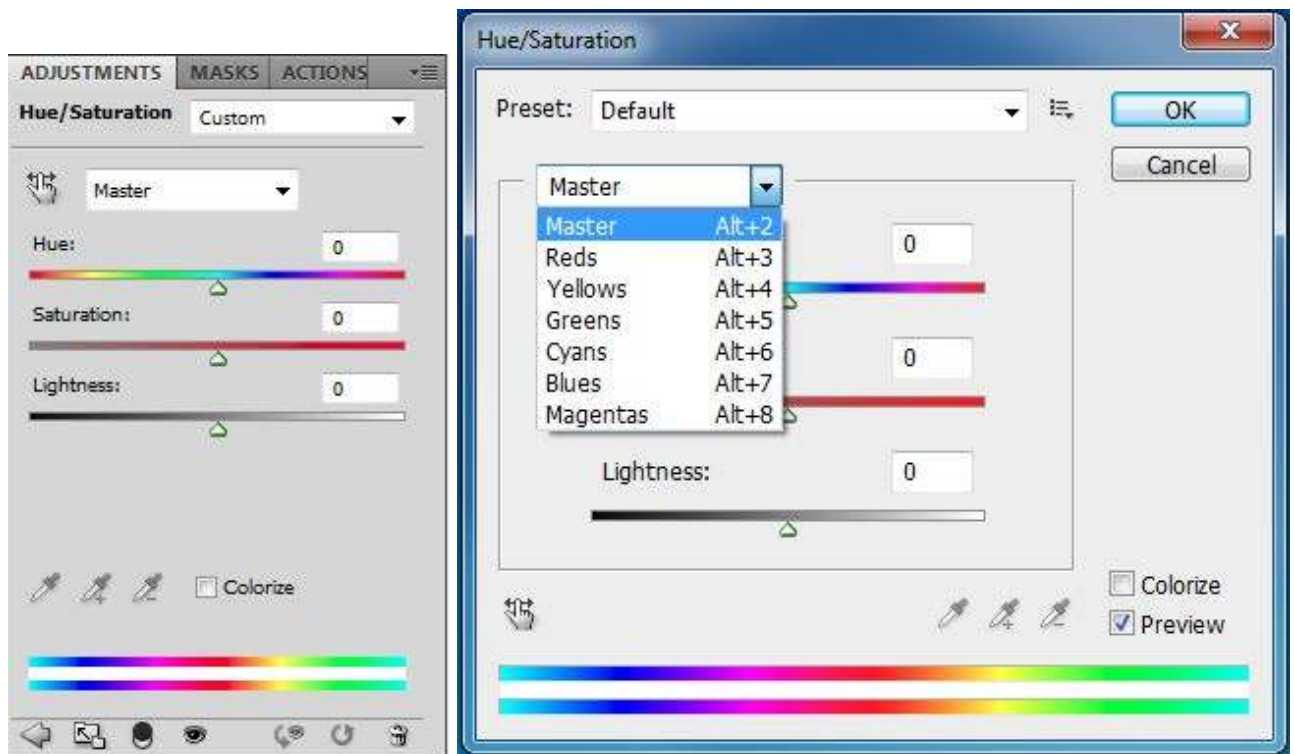 ADJUSTMENTS MASKS ACTIONS
Hue/Saturation Custom
Master
Hue: 0
Saturation: 0
Lightness: 0
Colorize
Hue/Saturation
Preset: Default
OK
Cancel
Master
Master Alt+2
Reds Alt+3
Yellows Alt+4
Greens Alt+5
Cyans Alt+6
Blues Alt+7
Magentas Alt+8
0
0
Lightness: 0
Colorize
Preview